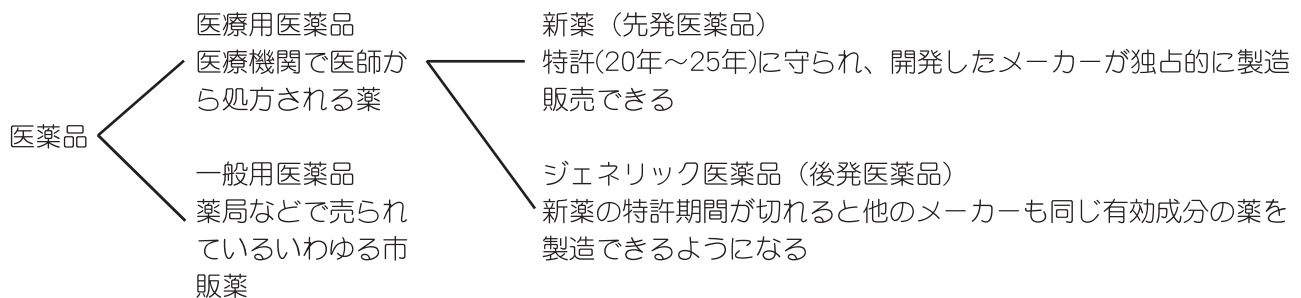 医薬品
医療用医薬品
医療機関で医師か
ら処方される薬
一般用医薬品
薬局などで売られ
ているいわゆる市
販薬
新薬（先発医薬品）
特許(20年～25年)に守られ、開発したメーカーが独占的に製造
販売できる
ジェネリック医薬品（後発医薬品）
新薬の特許期間が切れると他のメーカーも同じ有効成分の薬を
製造できるようになる